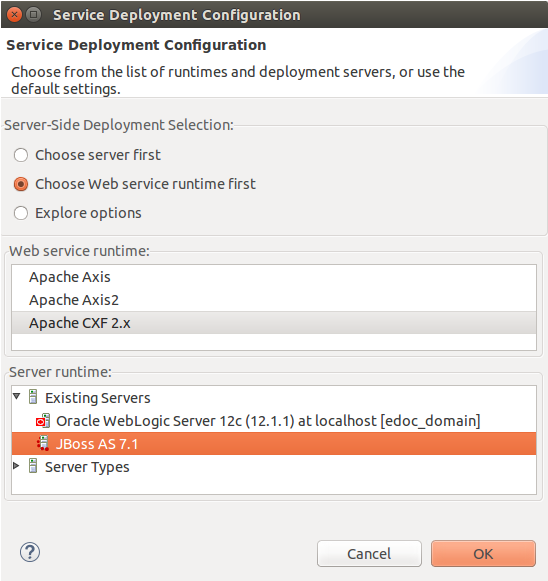 Service Deployment Configuration
Service Deployment Configuration
Choose from the list of runtimes and deployment servers, or use the
default settings.
Server-Side Deployment Selection:
Choose server first
Choose Web service runtime first
Explore options
Web service runtime:
Apache Axis
Apache Axis2
Apache CXF 2.x
Server runtime:
Existing Servers
Oracle WebLogic Server 12c (12.1.1) at localhost [edoc_domain]
JBoss AS 7.1
Server Types
? Cancel OK